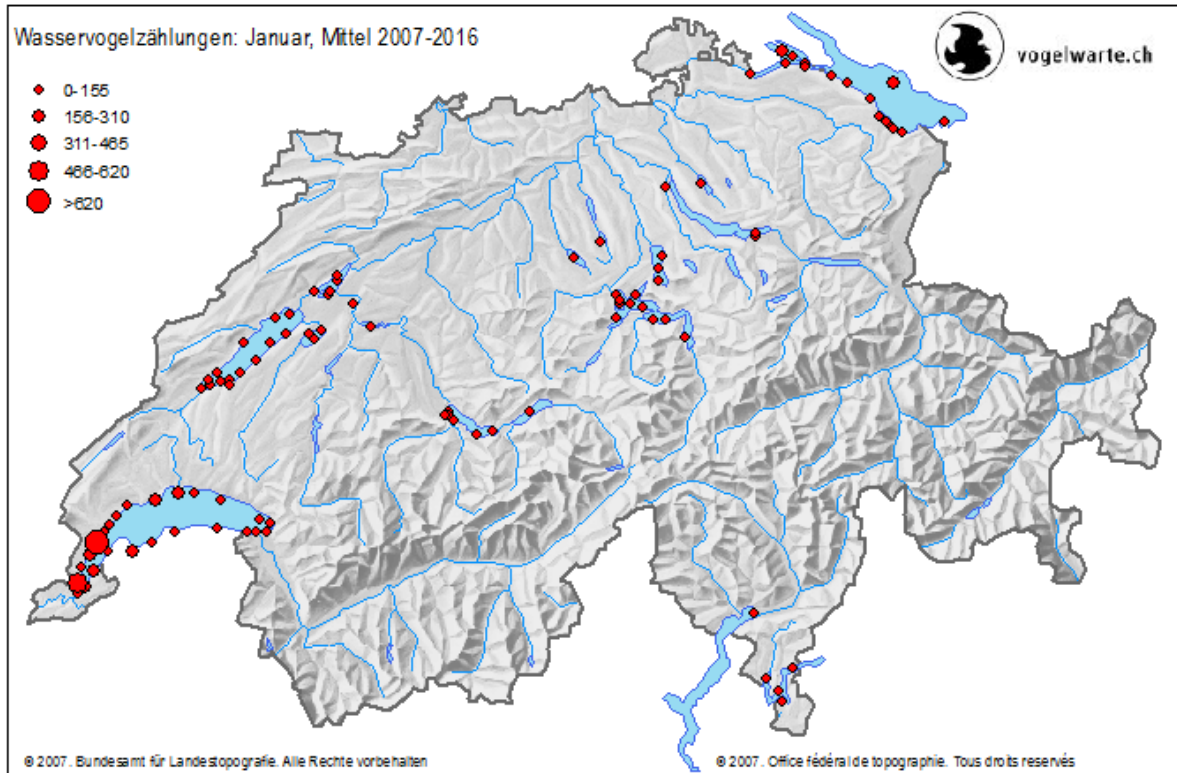 Wasservogelzählungen: Januar, Mittel 2007-2016
vogelwarte.ch
0-155
156-310
311-465
466-620
>620
© 2007. Bundesamt für Landestopografie. Alle Rechte vorbehalten
© 2007. Office fédéral de topographie. Tous droits reservés